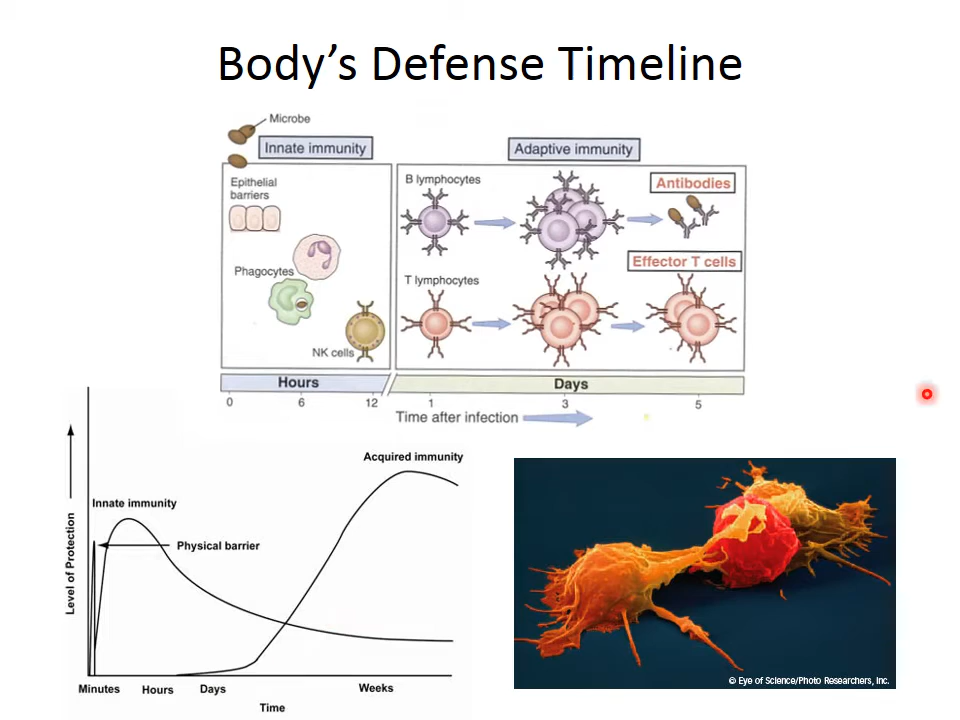 Body's Defense Timeline
Microbe
Innate immunity
Adaptive immunity
Epithelial
barriers
Phagocytes
NK cells
B lymphocytes
Antibodies
T lymphocytes
Effector T cells
Hours
Days
0 6 12 1 3 5
Time after infection
Level of Protection
Innate immunity
Physical barrier
Acquired immunity
Minutes Hours Days Weeks
Time
© Eye of Science/Photo Researchers, Inc.